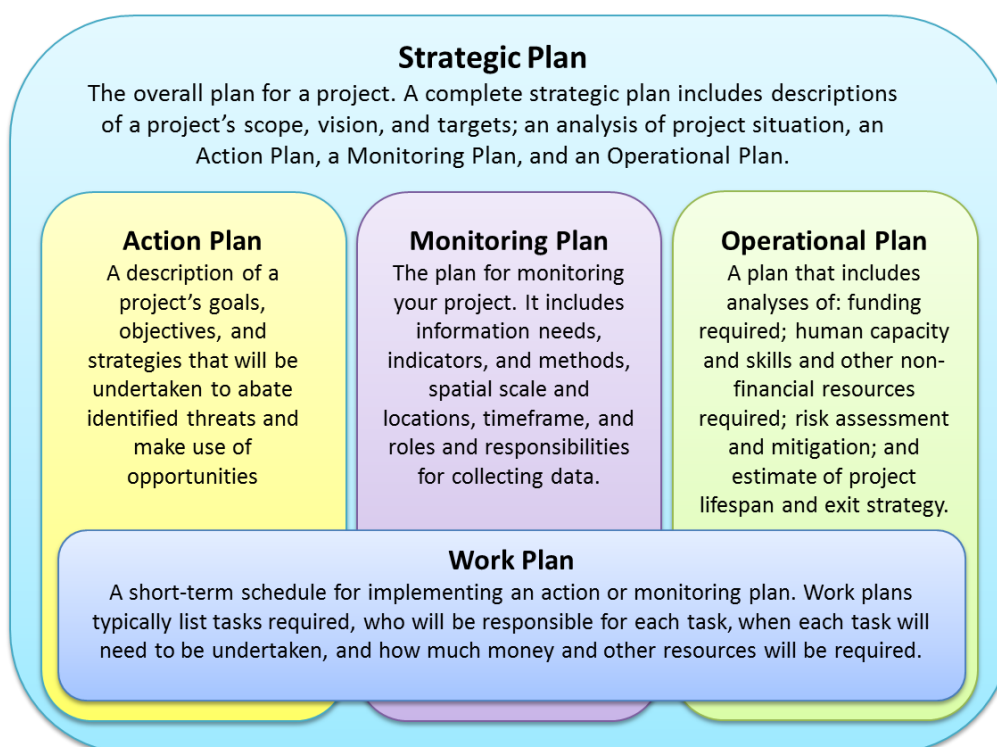 Strategic Plan
The overall plan for a project. A complete strategic plan includes descriptions
of a project's scope, vision, and targets; an analysis of project situation, an
Action Plan, a Monitoring Plan, and an Operational Plan.
Action Plan
A description of a
project's goals,
objectives, and
strategies that will be
undertaken to abate
identified threats and
make use of
opportunities
Monitoring Plan
The plan for monitoring
your project. It includes
information needs,
indicators, and methods,
spatial scale and
locations, timeframe, and
roles and responsibilities
for collecting data.
Operational Plan
A plan that includes
analyses of: funding
required; human capacity
and skills and other non-
financial resources
required; risk assessment
and mitigation; and
estimate of project
lifespan and exit strategy.
Work Plan
A short-term schedule for implementing an action or monitoring plan. Work plans
typically list tasks required, who will be responsible for each task, when each task will
need to be undertaken, and how much money and other resources will be required.